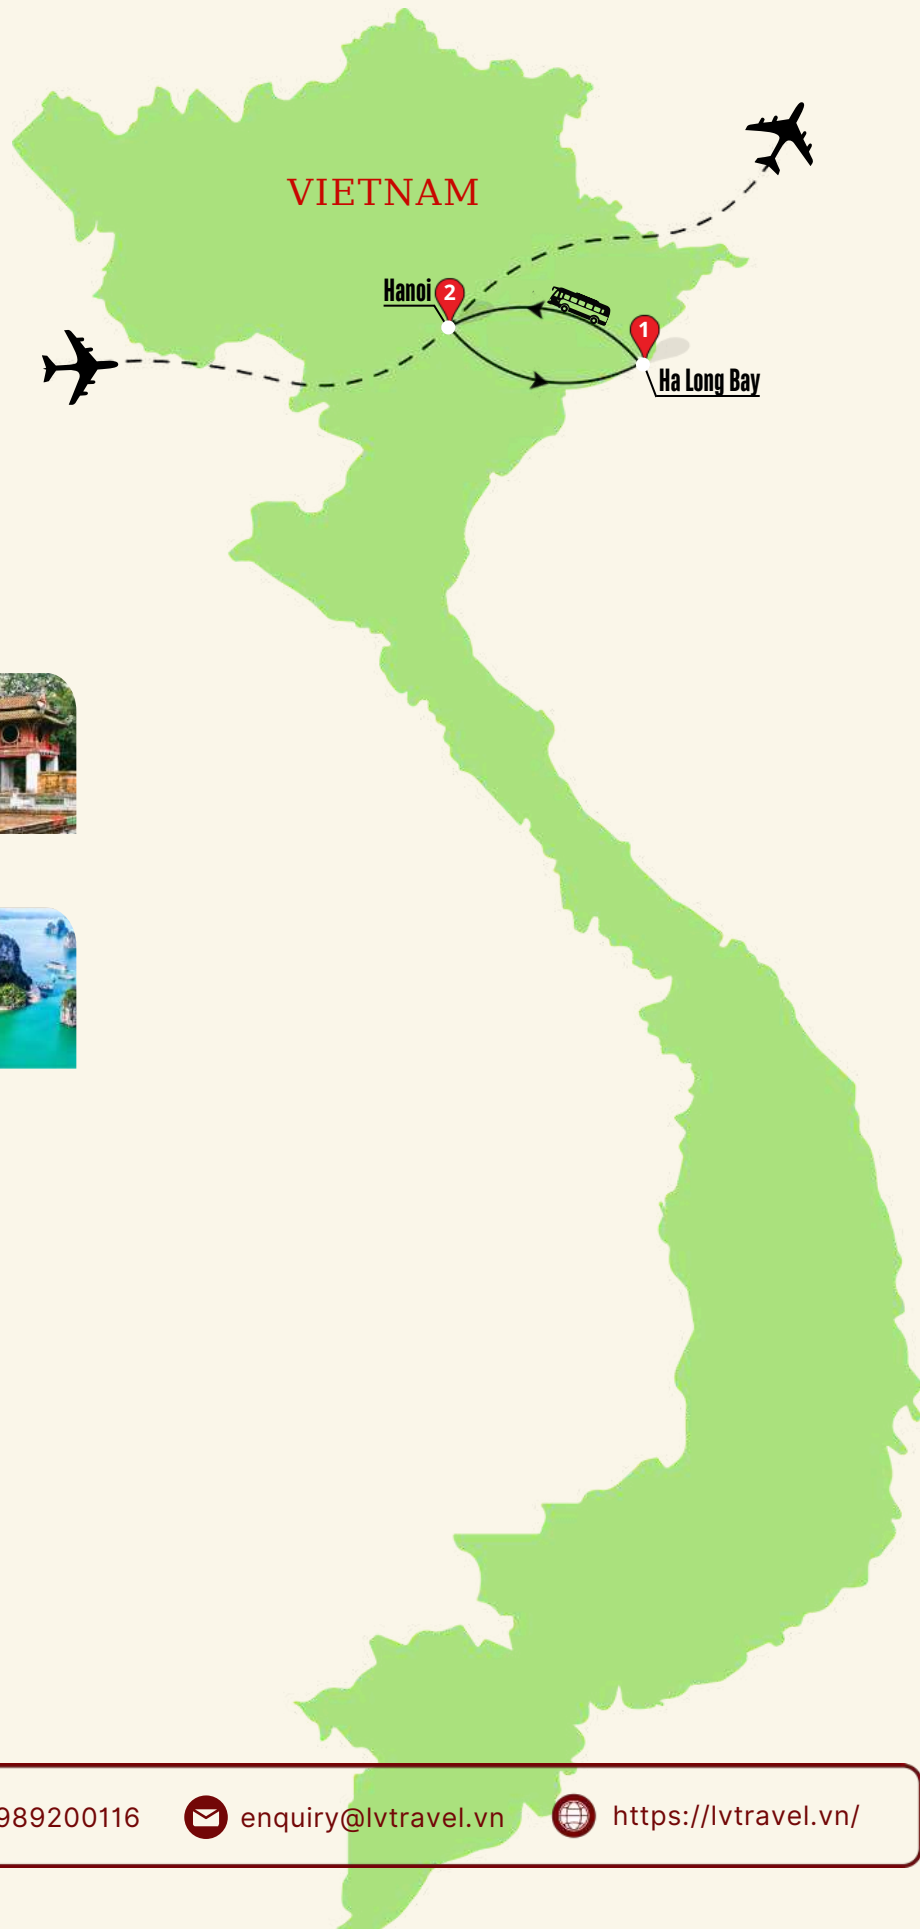 VIETNAM
Hanoi
2
1
Ha Long Bay
989200116
enquiry@lvtravel.vn
https://lvtravel.vn/